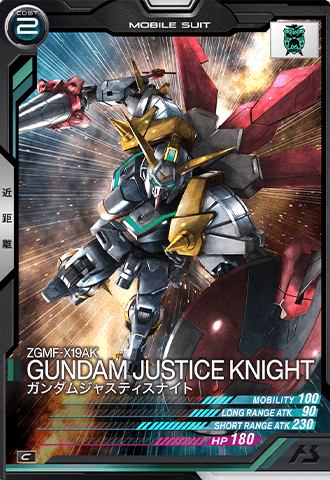 COST
2
MOBILE SUIT
近距離
ZGMF-X19AK
GUNDAM JUSTICE KNIGHT
ガンダムジャスティスナイト
MOBILITY 100
LONG RANGE ATK 90
SHORT RANGE ATK 230
HP 180
C